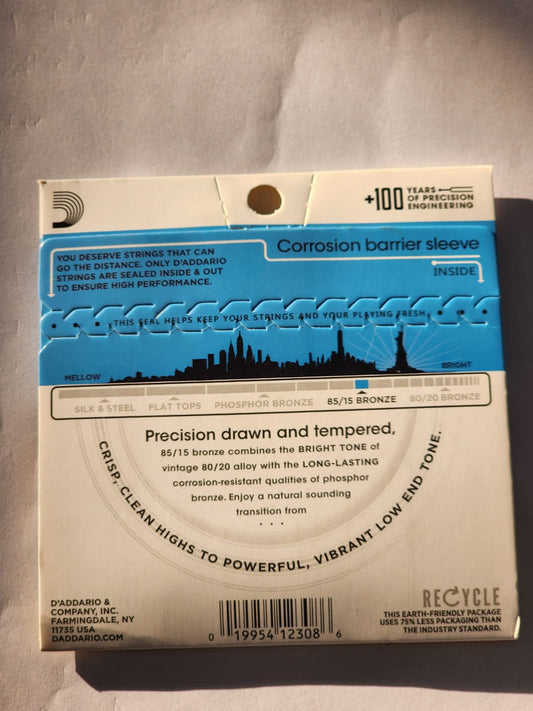 +100 YEARS
OF PRECISION
ENGINEERING
YOU DESERVE STRINGS THAT CAN
GO THE DISTANCE. ONLY D'ADDARIO
STRINGS ARE SEALED INSIDE & OUT
TO ENSURE HIGH PERFORMANCE.
Corrosion barrier sleeve
INSIDE
THIS SEAL HELPS KEEP YOUR STRINGS AND YOUR PLAYING FRESH
MELLOW
BRIGHT
SILK & STEEL
FLAT TOPS
PHOSPHOR BRONZE
85/15 BRONZE
80/20 BRONZE
Precision drawn and tempered,
85/15 bronze combines the BRIGHT TONE of
vintage 80/20 alloy with the LONG-LASTING
corrosion-resistant qualities of phosphor
bronze. Enjoy a natural sounding
transition from
...
CRISP, CLEAN HIGHS TO POWERFUL, VIBRANT LOW END TONE.
D'ADDARIO &
COMPANY, INC.
FARMINGDALE, NY
11735 USA
DADDARIO.COM
0 19954 12308 6
RECYCLE
THIS EARTH-FRIENDLY PACKAGE
USES 75% LESS PACKAGING THAN
THE INDUSTRY STANDARD.